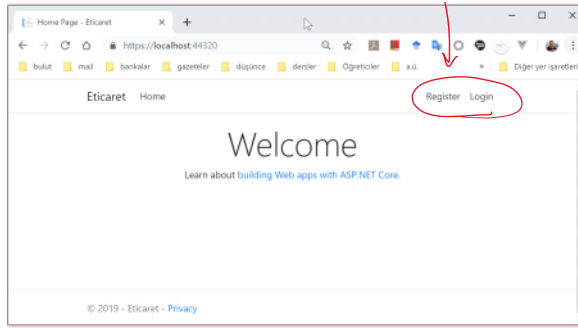 Home Page - Eticaret
https://localhost:44320
bulut mail bankalar gazeteler düşünce dersler Öğreticiler a.ü. » Diğer yer işaretleri
Eticaret Home Register Login
Welcome
Learn about building Web apps with ASP.NET Core.
© 2019 - Eticaret - Privacy